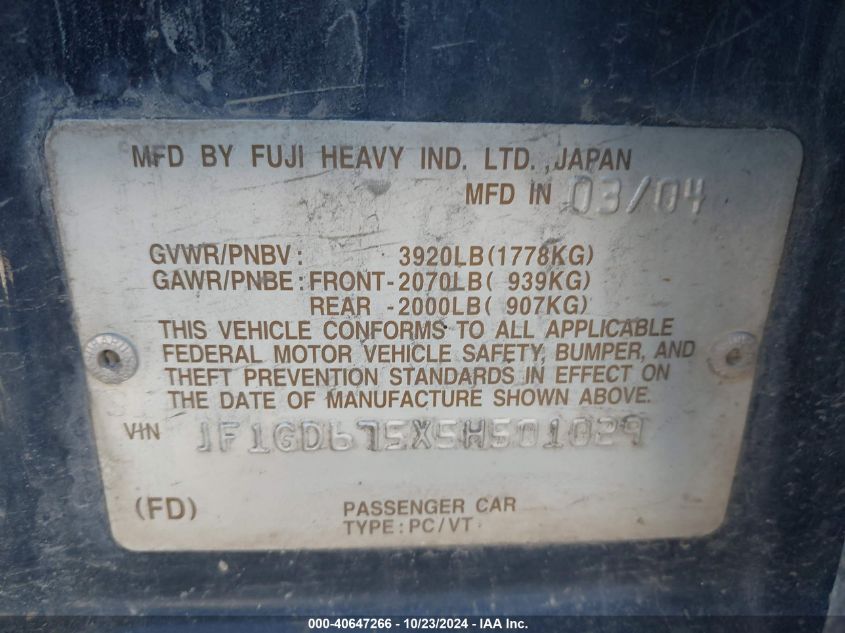 MFD BY FUJI HEAVY IND. LTD., JAPAN
MFD IN 03/04
GVWR/PNBV: 3920LB(1778KG)
GAWR/PNBE: FRONT-2070LB( 939KG)
REAR -2000LB( 907KG)
THIS VEHICLE CONFORMS TO ALL APPLICABLE
FEDERAL MOTOR VEHICLE SAFETY, BUMPER, AND
THEFT PREVENTION STANDARDS IN EFFECT ON
THE DATE OF MANUFACTURE SHOWN ABOVE.
VIN JF1GD675X5H501029
(FD) PASSENGER CAR
TYPE: PC/VT
000-40647266 - 10/23/2024 - IAA Inc.